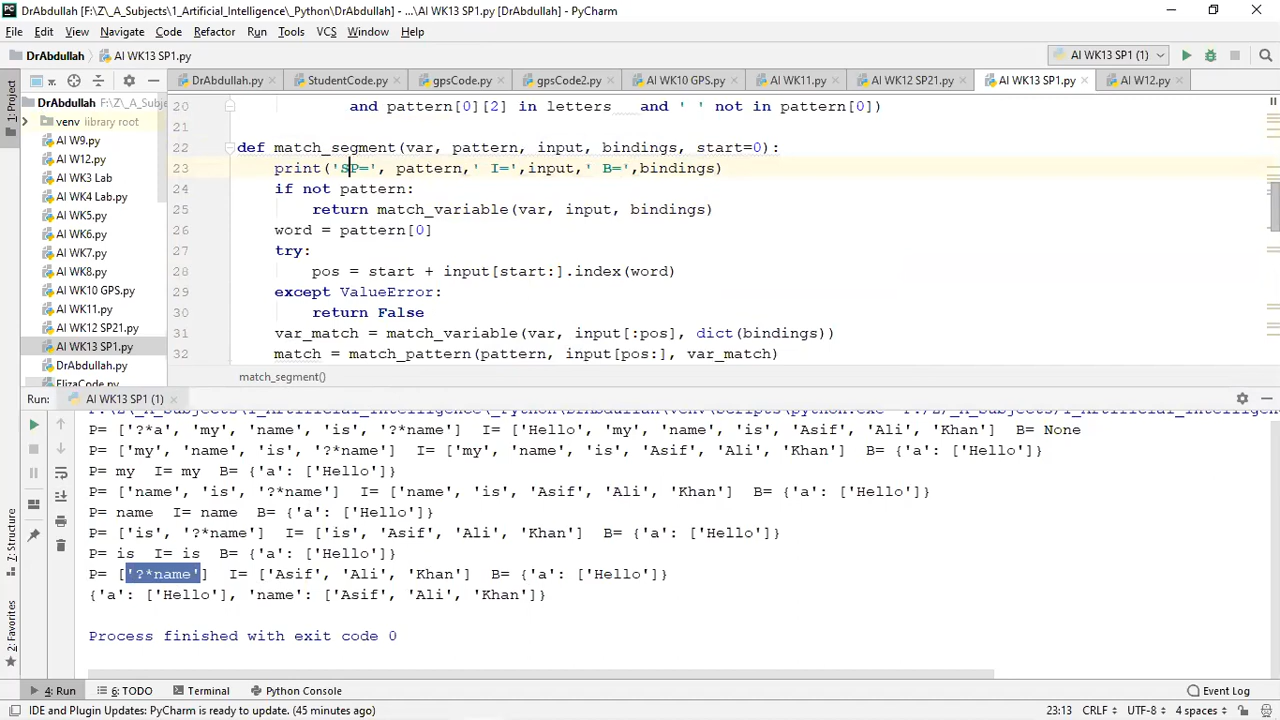 DrAbdullah [F:\Z\_A_Subjects\1_Artificial_Intelligence\_Python\DrAbdullah] - ...\AI WK13 SP1.py [DrAbdullah] - PyCharm
File Edit View Navigate Code Refactor Run Tools VCS Window Help
DrAbdullah AI WK13 SP1.py AI WK13 SP1 (1)
DrAbdullah.py StudentCode.py gpsCode.py gpsCode2.py AI WK10 GPS.py AI WK11.py AI WK12 SP21.py AI WK13 SP1.py AI W12.py
1: Project
DrAbdullah F:\Z\_A_Subje
venv library root
AI W9.py
AI W12.py
AI WK3 Lab
AI WK4 Lab.py
AI WK5.py
AI WK6.py
AI WK7.py
AI WK8.py
AI WK10 GPS.py
AI WK11.py
AI WK12 SP21.py
AI WK13 SP1.py
DrAbdullah.py
ElizaCode.py
20 and pattern[0][2] in letters and ' ' not in pattern[0])
21
22 def match_segment(var, pattern, input, bindings, start=0):
23 print('SP=', pattern,' I=',input,' B=',bindings)
24 if not pattern:
25 return match_variable(var, input, bindings)
26 word = pattern[0]
27 try:
28 pos = start + input[start:].index(word)
29 except ValueError:
30 return False
31 var_match = match_variable(var, input[:pos], dict(bindings))
32 match = match_pattern(pattern, input[pos:], var_match)
match_segment()
Run: AI WK13 SP1 (1)
P= ['?*a', 'my', 'name', 'is', '?*name'] I= ['Hello', 'my', 'name', 'is', 'Asif', 'Ali', 'Khan'] B= None
P= ['my', 'name', 'is', '?*name'] I= ['my', 'name', 'is', 'Asif', 'Ali', 'Khan'] B= {'a': ['Hello']}
P= my I= my B= {'a': ['Hello']}
P= ['name', 'is', '?*name'] I= ['name', 'is', 'Asif', 'Ali', 'Khan'] B= {'a': ['Hello']}
P= name I= name B= {'a': ['Hello']}
P= ['is', '?*name'] I= ['is', 'Asif', 'Ali', 'Khan'] B= {'a': ['Hello']}
P= is I= is B= {'a': ['Hello']}
P= ['?*name'] I= ['Asif', 'Ali', 'Khan'] B= {'a': ['Hello']}
{'a': ['Hello'], 'name': ['Asif', 'Ali', 'Khan']}
Process finished with exit code 0
Z: Structure
2: Favorites
4: Run 6: TODO Terminal Python Console Event Log
IDE and Plugin Updates: PyCharm is ready to update. (45 minutes ago) 23:13 CRLF UTF-8 4 spaces